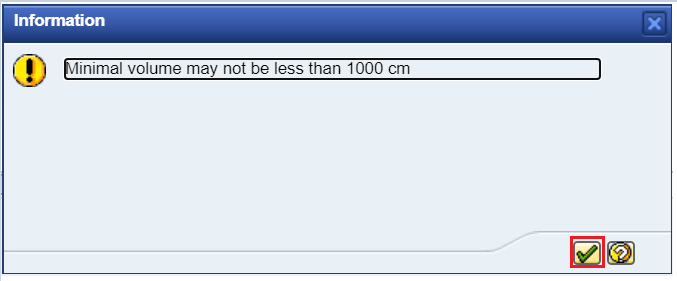 Information
Minimal volume may not be less than 1000 cm